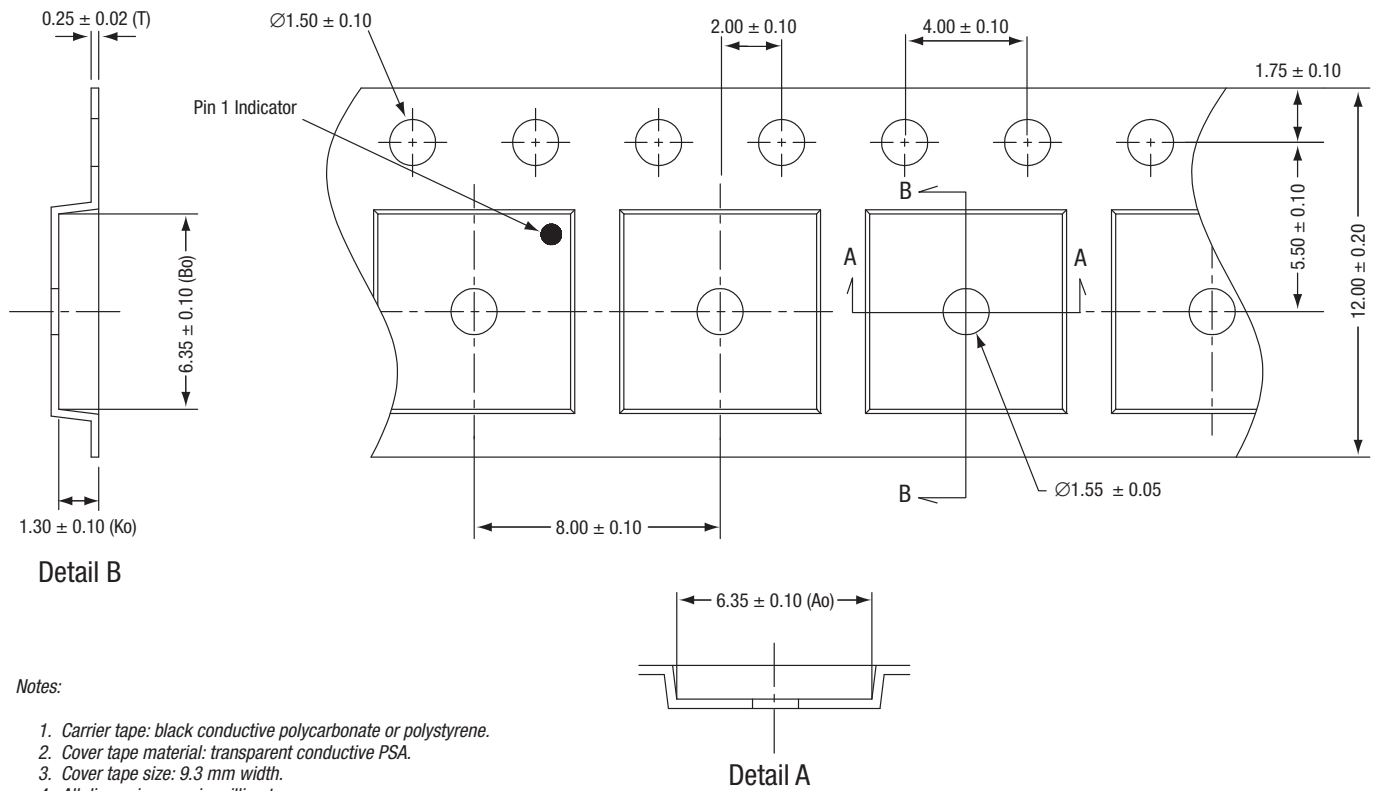 0.25 ± 0.02 (T)
∅1.50 ± 0.10
2.00 ± 0.10
4.00 ± 0.10
1.75 ± 0.10
Pin 1 Indicator
B
A
A
5.50 ± 0.10
12.00 ± 0.20
6.35 ± 0.10 (Bo)
B
∅1.55 ± 0.05
1.30 ± 0.10 (Ko)
8.00 ± 0.10
Detail B
6.35 ± 0.10 (Ao)
Notes:
1. Carrier tape: black conductive polycarbonate or polystyrene.
2. Cover tape material: transparent conductive PSA.
3. Cover tape size: 9.3 mm width.
Detail A